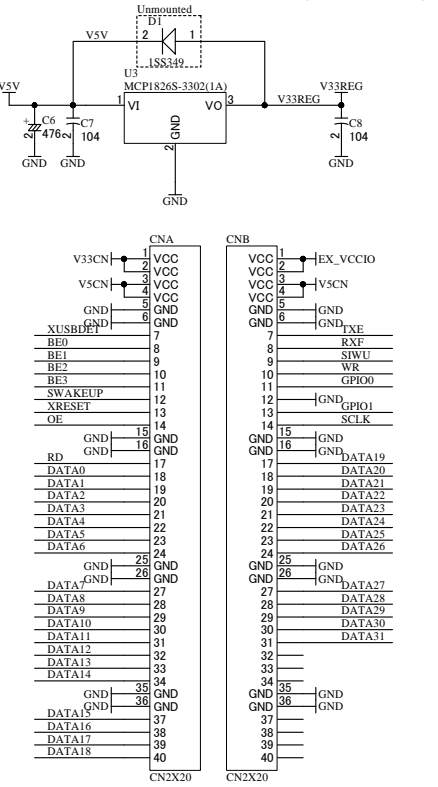 Unmounted
D1
V5V 2 1
1SS349
U3
MCP1826S-3302(1A)
V5V 1 VI VO 3 V33REG V33REG
GND
2
+ C6 C7 C8
2 476 2 104 2 104
GND GND GND
GND
CNA CNB
V33CN 1 VCC VCC 1 EX_VCCIO
2 VCC VCC 2
V5CN 3 VCC VCC 3 V5CN
4 VCC VCC 4
GND 5 GND GND 5 GND
GND 6 GND GND 6 GND
XUSBDET 7 7 TXE
BE0 8 8 RXF
BE1 9 9 SIWU
BE2 10 10 WR
BE3 11 11 GPIO0
SWAKEUP 12 12 GND
XRESET 13 13 GPIO1
OE 14 14 SCLK
GND 15 GND GND 15 GND
GND 16 GND GND 16 GND
RD 17 17 DATA19
DATA0 18 18 DATA20
DATA1 19 19 DATA21
DATA2 20 20 DATA22
DATA3 21 21 DATA23
DATA4 22 22 DATA24
DATA5 23 23 DATA25
DATA6 24 24 DATA26
GND 25 GND GND 25 GND
GND 26 GND GND 26 GND
DATA7 27 27 DATA27
DATA8 28 28 DATA28
DATA9 29 29 DATA29
DATA10 30 30 DATA30
DATA11 31 31 DATA31
DATA12 32 32
DATA13 33 33
DATA14 34 34
GND 35 GND GND 35 GND
GND 36 GND GND 36 GND
DATA15 37 37
DATA16 38 38
DATA17 39 39
DATA18 40 40
CN2X20 CN2X20